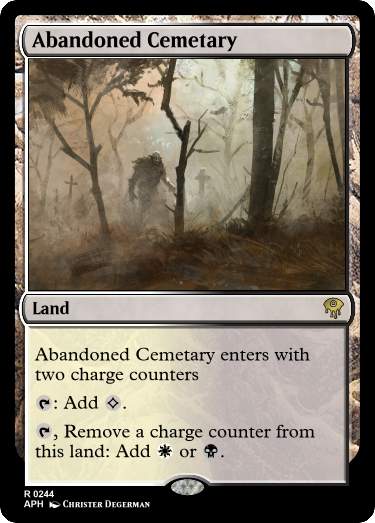 Abandoned Cemetary
Land
Abandoned Cemetary enters with
two charge counters
: Add .
, Remove a charge counter from
this land: Add or .
R 0244
APH Christer Degerman